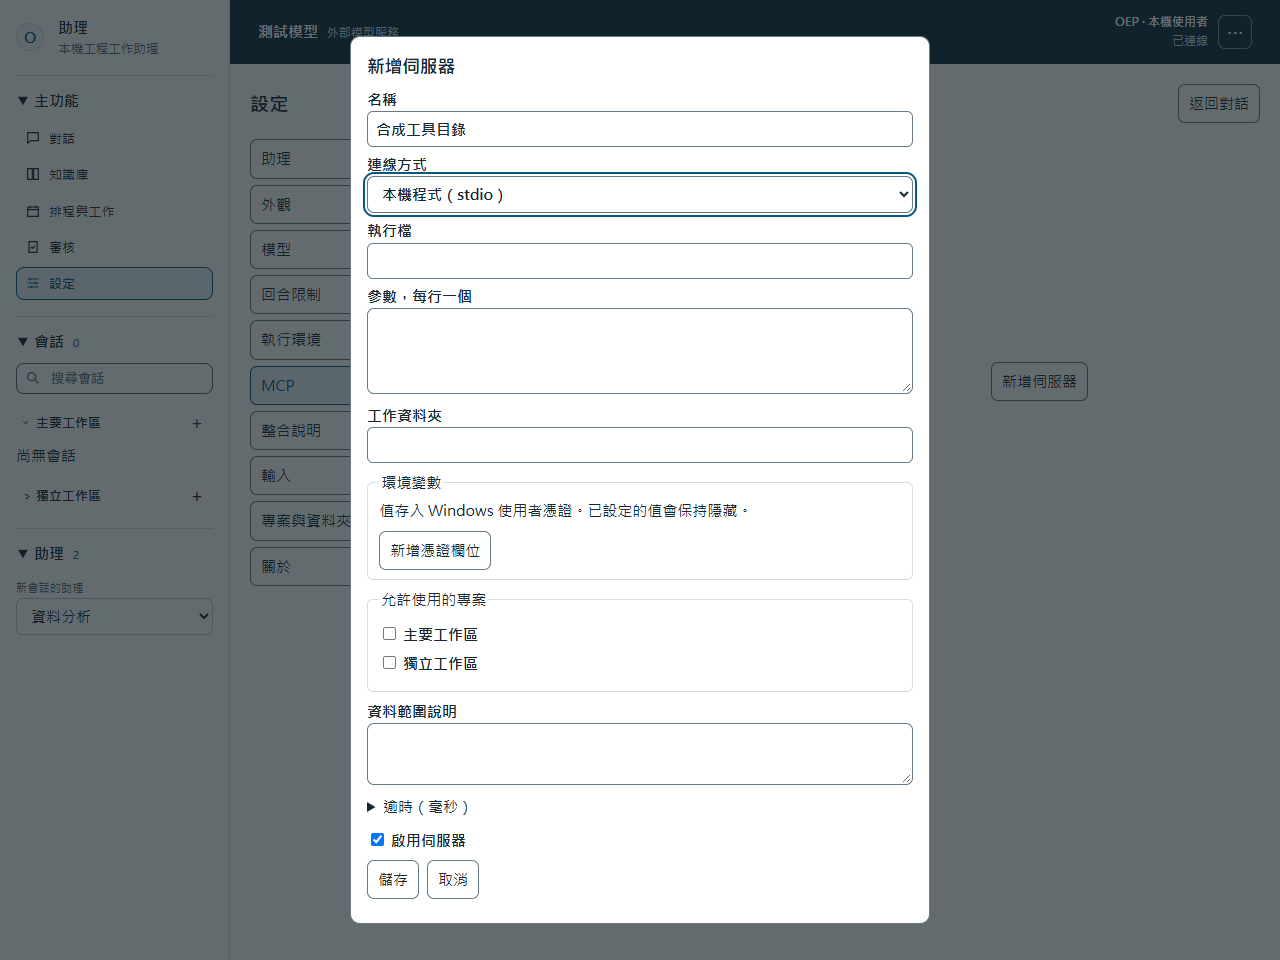 O
助理
本機工程工作助理
▼ 主功能
對話
知識庫
排程與工作
審核
設定
▼ 會話 0
搜尋會話
主要工作區 +
尚無會話
獨立工作區 +
▼ 助理 2
新會話的助理
資料分析
測試模型 外部模型服務
OEP · 本機使用者
已連線
...
設定
返回對話
助理
外觀
模型
回合限制
執行環境
MCP
整合說明
輸入
專案與資料夾
關於
新增伺服器
新增伺服器
名稱
合成工具目錄
連線方式
本機程式（stdio）
執行檔
參數，每行一個
工作資料夾
環境變數
值存入 Windows 使用者憑證。已設定的值會保持隱藏。
新增憑證欄位
允許使用的專案
主要工作區
獨立工作區
資料範圍說明
▶ 逾時（毫秒）
啟用伺服器
儲存 取消